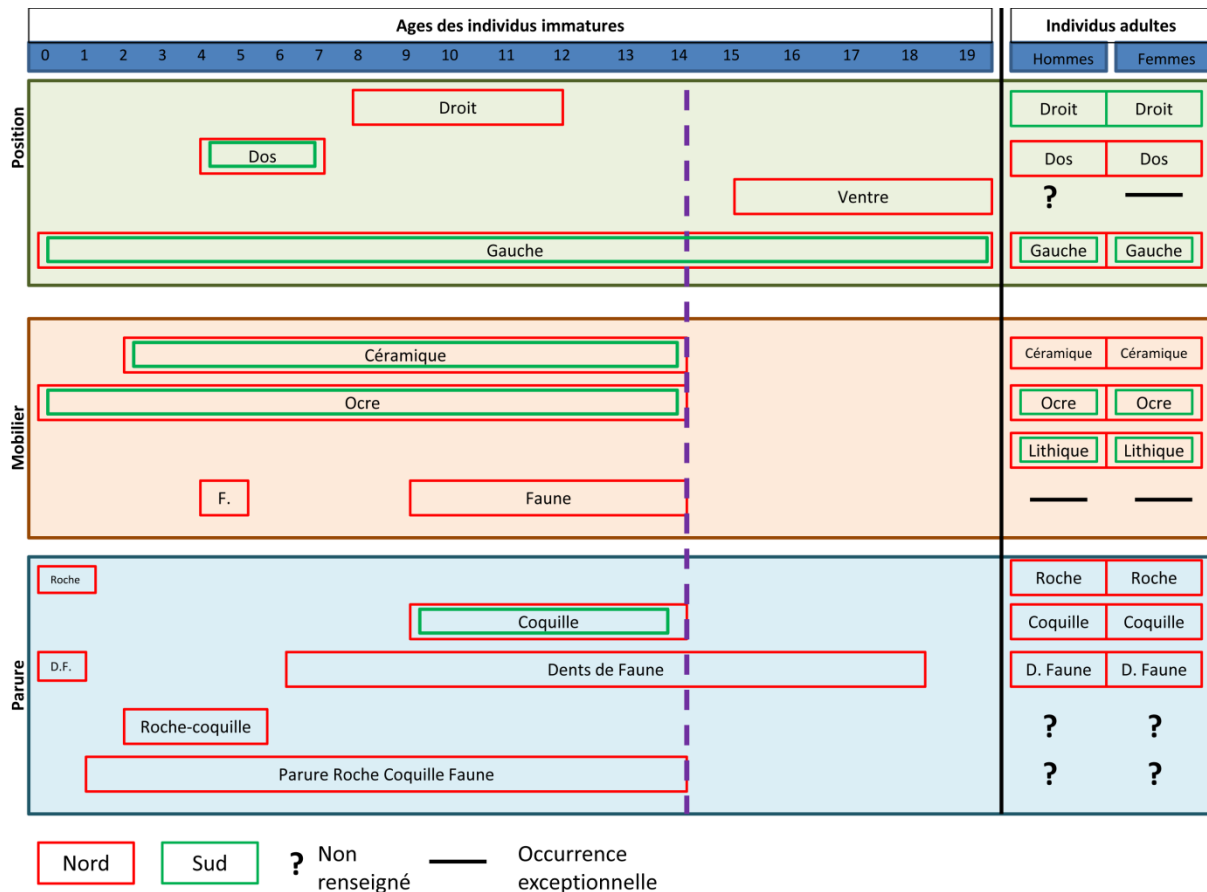 Ages des individus immatures
Individus adultes
0 1 2 3 4 5 6 7 8 9 10 11 12 13 14 15 16 17 18 19
Hommes Femmes
Position
Droit
Droit Droit
Dos
Dos Dos
Ventre
? 
Gauche
Gauche Gauche
Mobilier
Céramique
Céramique Céramique
Ocre
Ocre Ocre
Lithique Lithique
F. Faune
Parure
Roche
Roche Roche
Coquille
Coquille Coquille
D.F. Dents de Faune
D. Faune D. Faune
Roche-coquille
? ?
Parure Roche Coquille Faune
? ?
Nord Sud ? Non renseigné Occurrence exceptionnelle